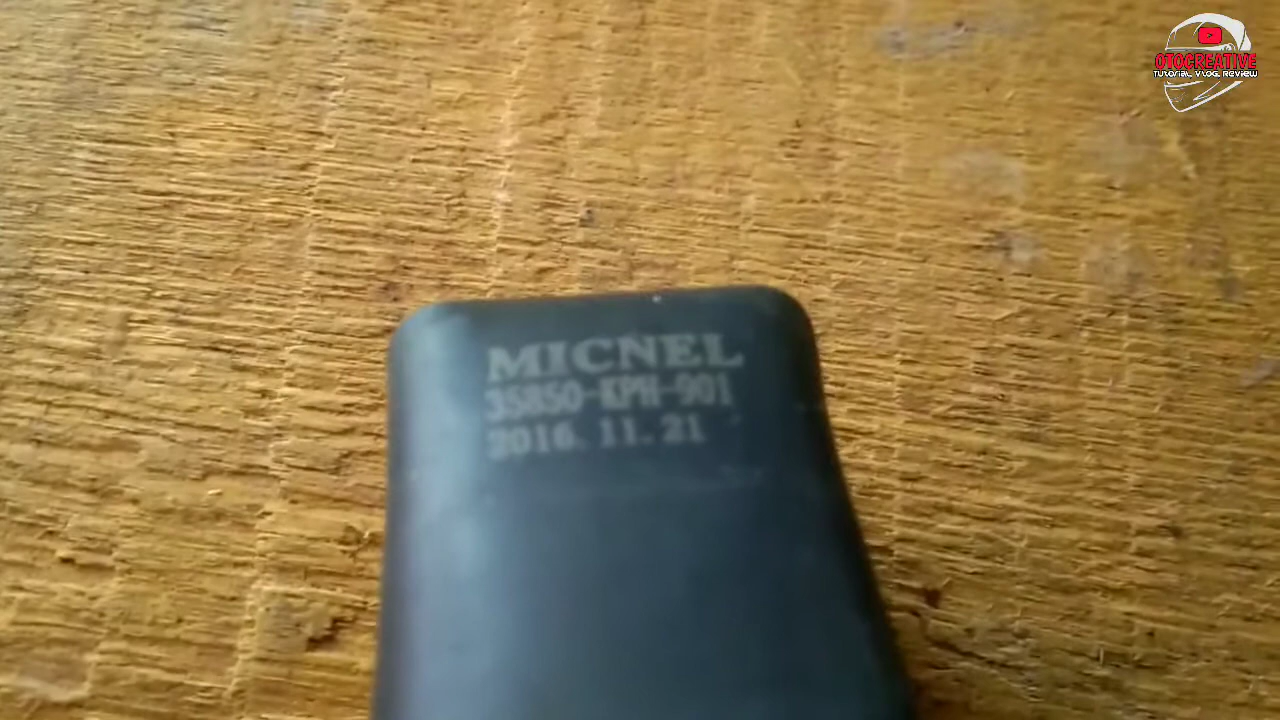 OTOCREATIVE
TUTORIAL, VLOG, REVIEW
MICNEL
35850-KPH-901
2016.11.21